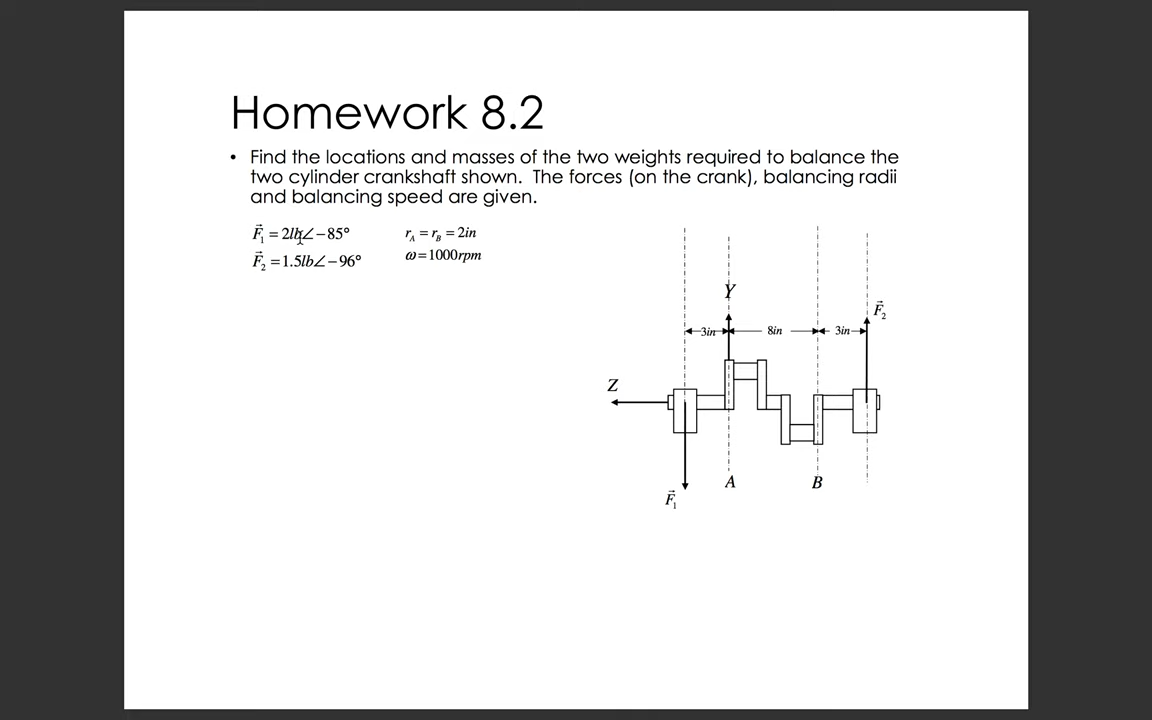 Homework 8.2
• Find the locations and masses of the two weights required to balance the
two cylinder crankshaft shown. The forces (on the crank), balancing radii
and balancing speed are given.
F⃗₁ = 2lb∠−85°
F⃗₂ = 1.5lb∠−96°
r_A = r_B = 2in
ω = 1000rpm
Y
F⃗₂
3in
8in
3in
Z
A
B
F⃗₁